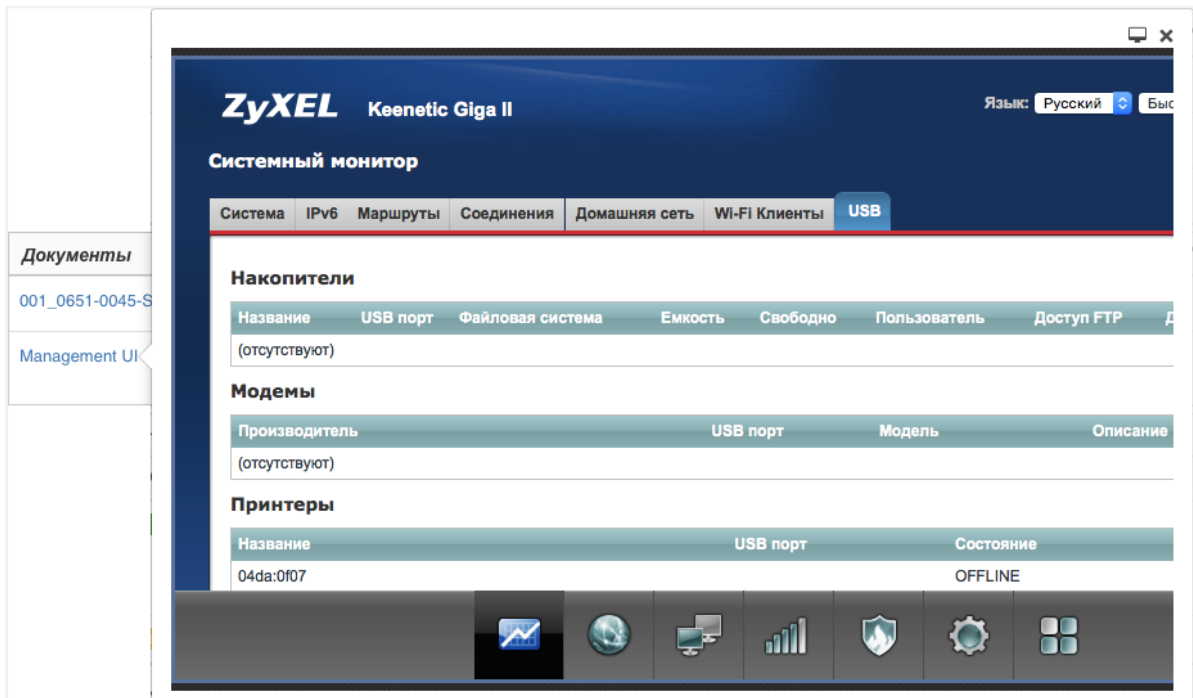 ZyXEL Keenetic Giga II
Язык: Русский
Системный монитор
Система IPv6 Маршруты Соединения Домашняя сеть Wi-Fi Клиенты USB
Документы
001_0651-0045-S
Management UI
Накопители
Название USB порт Файловая система Емкость Свободно Пользователь Доступ FTP
(отсутствуют)
Модемы
Производитель USB порт Модель Описание
(отсутствуют)
Принтеры
Название USB порт Состояние
04da:0f07 OFFLINE